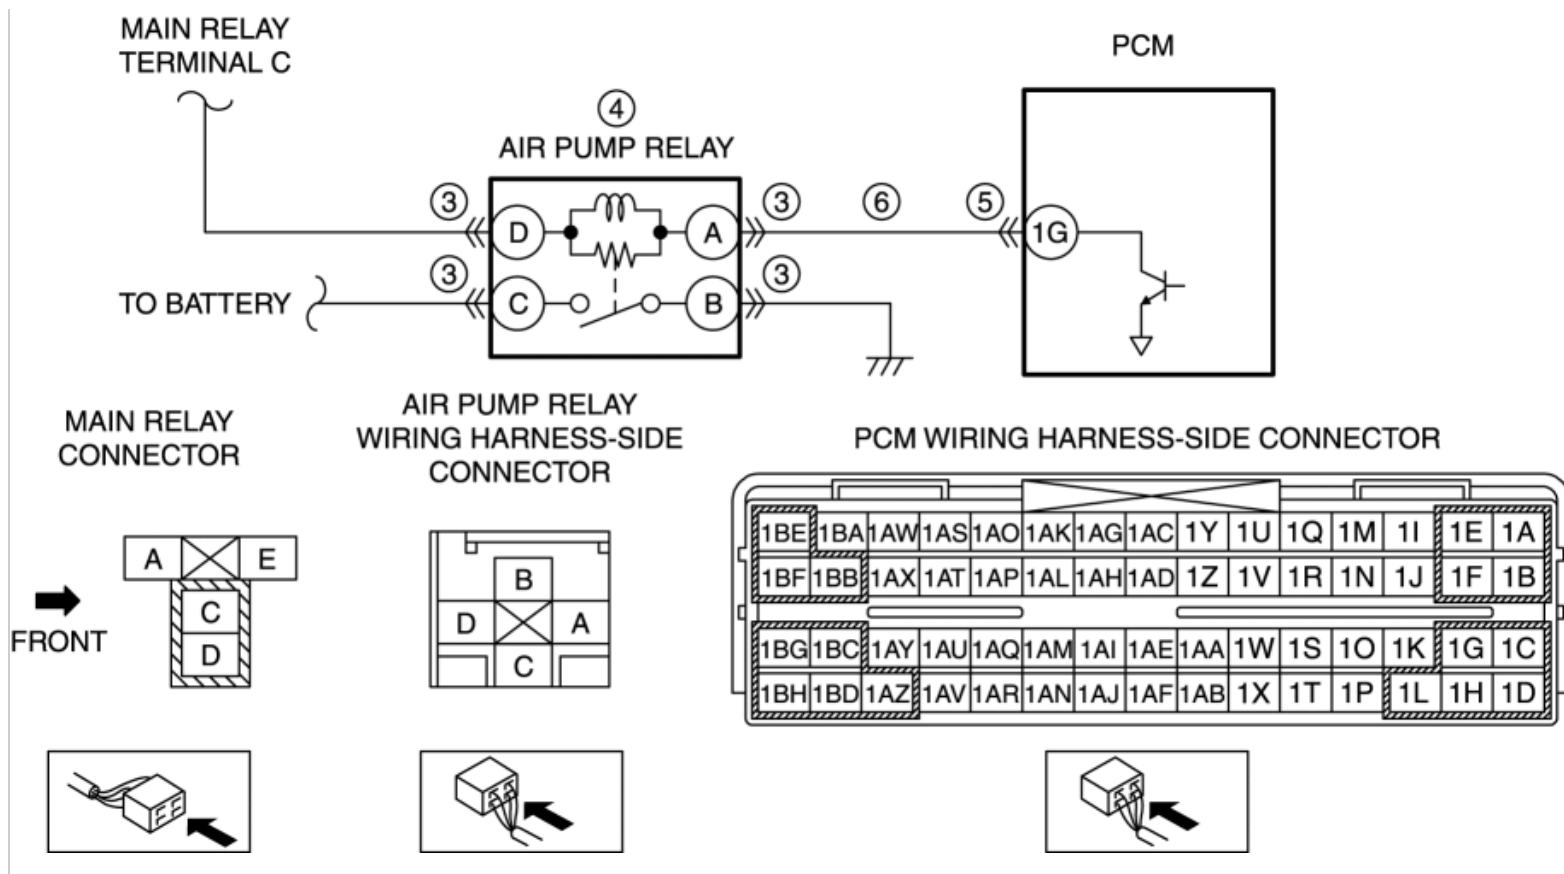 MAIN RELAY
TERMINAL C
PCM
4
AIR PUMP RELAY
3 D A 3 6 5 1G
3 C B 3
TO BATTERY
MAIN RELAY
CONNECTOR
AIR PUMP RELAY
WIRING HARNESS-SIDE
CONNECTOR
PCM WIRING HARNESS-SIDE CONNECTOR
A E
C
D
FRONT
B
D A
C
1BE 1BA 1AW 1AS 1AO 1AK 1AG 1AC 1Y 1U 1Q 1M 1I 1E 1A
1BF 1BB 1AX 1AT 1AP 1AL 1AH 1AD 1Z 1V 1R 1N 1J 1F 1B
1BG 1BC 1AY 1AU 1AQ 1AM 1AI 1AE 1AA 1W 1S 1O 1K 1G 1C
1BH 1BD 1AZ 1AV 1AR 1AN 1AJ 1AF 1AB 1X 1T 1P 1L 1H 1D